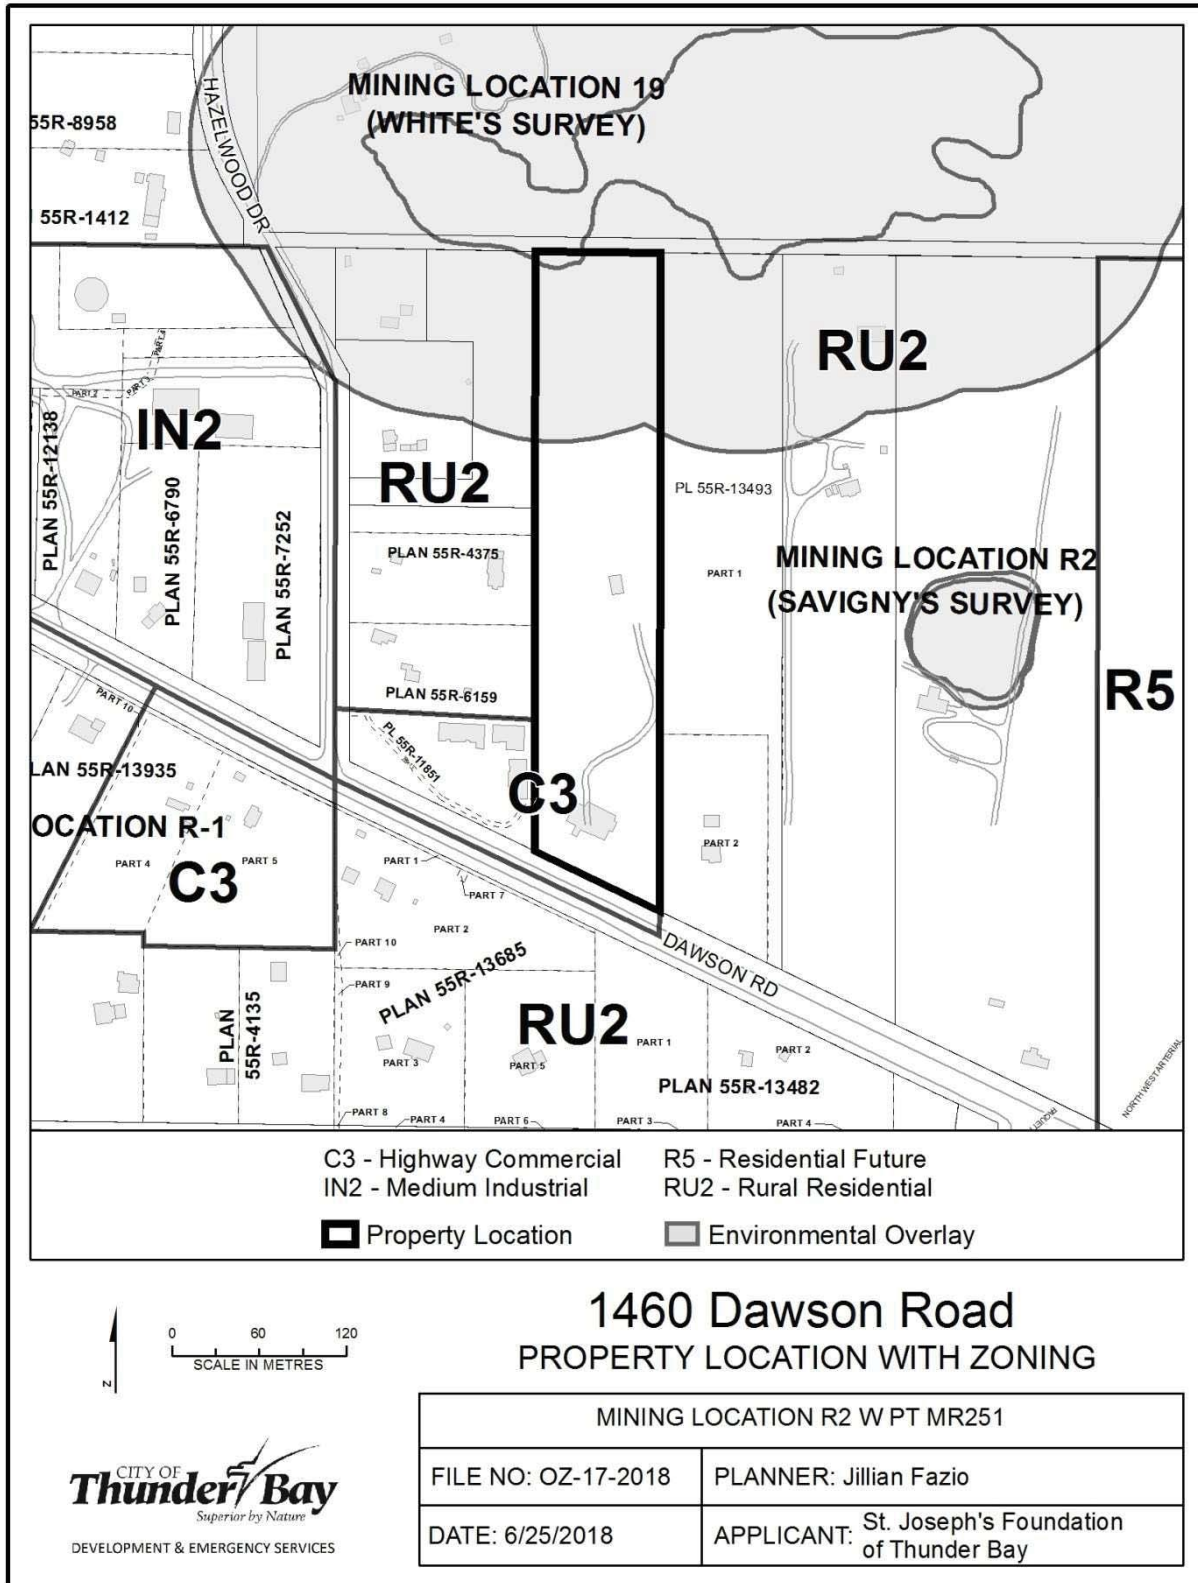 MINING LOCATION 19
(WHITE'S SURVEY)
HAZELWOOD DR
55R-8958
55R-1412
RU2
IN2
PART 4
PART 3
PART 2
PLAN 55R-12138
PLAN 55R-6790
PLAN 55R-7252
RU2
PL 55R-13493
PLAN 55R-4375
PART 1
MINING LOCATION R2
(SAVIGNY'S SURVEY)
R5
PLAN 55R-6159
PART 10
PL 55R-11851
LAN 55R-13935
C3
OCATION R-1
PART 4
PART 5
C3
PART 1
PART 7
PART 2
PART 2
PART 10
PART 9
PLAN 55R-13685
DAWSON RD
PLAN
55R-4135
RU2
PART 1
PART 2
PART 3
PART 5
PLAN 55R-13482
NORTH WEST ARTERIAL
PART 8
PART 4
PART 6
PART 3
PART 4
C3 - Highway Commercial
IN2 - Medium Industrial
R5 - Residential Future
RU2 - Rural Residential
Property Location
Environmental Overlay
1460 Dawson Road
PROPERTY LOCATION WITH ZONING
0 60 120
SCALE IN METRES
N
MINING LOCATION R2 W PT MR251
FILE NO: OZ-17-2018
PLANNER: Jillian Fazio
DATE: 6/25/2018
APPLICANT: St. Joseph's Foundation
of Thunder Bay
CITY OF
Thunder Bay
Superior by Nature
DEVELOPMENT & EMERGENCY SERVICES